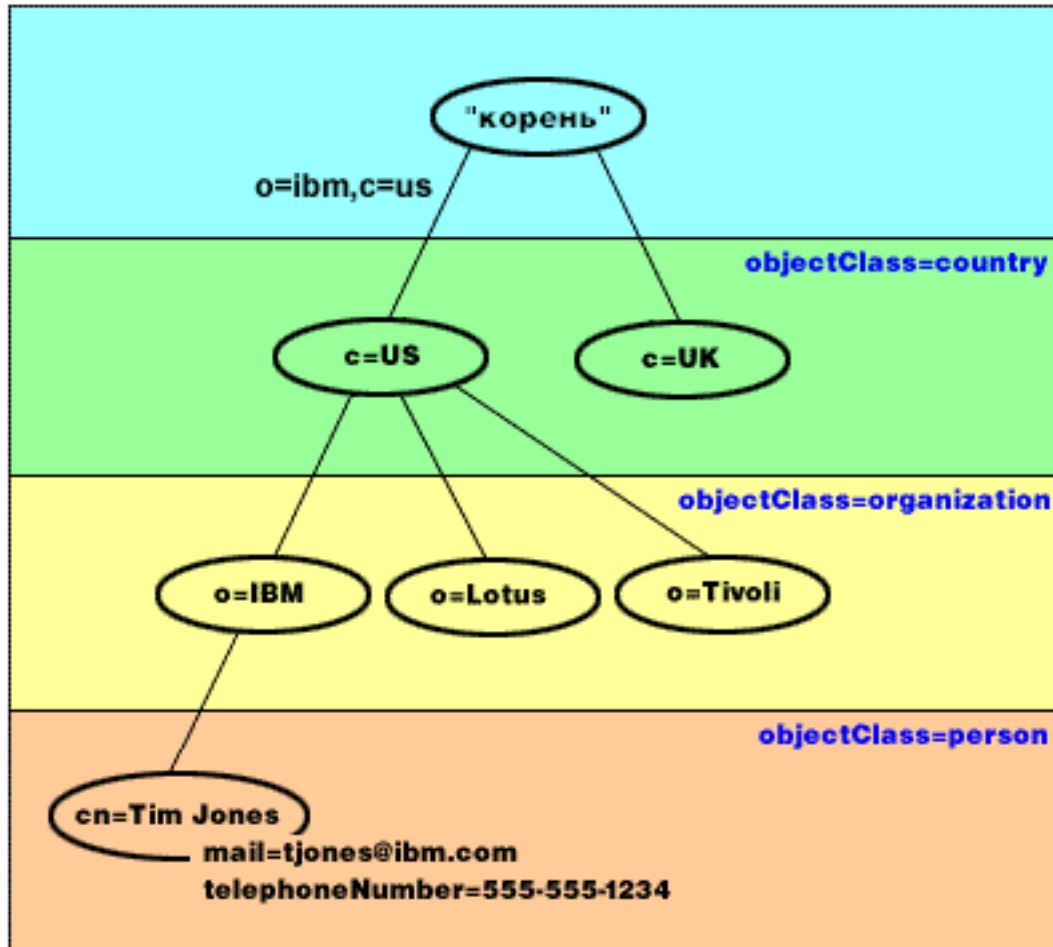 "корень"
o=ibm,c=us
objectClass=country
c=US
c=UK
objectClass=organization
o=IBM
o=Lotus
o=Tivoli
objectClass=person
cn=Tim Jones
mail=tjones@ibm.com
telephoneNumber=555-555-1234